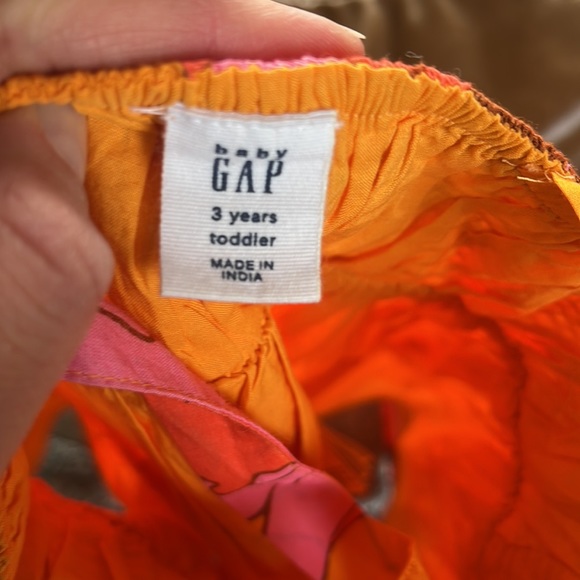 baby
GAP
3 years
toddler
MADE IN
INDIA